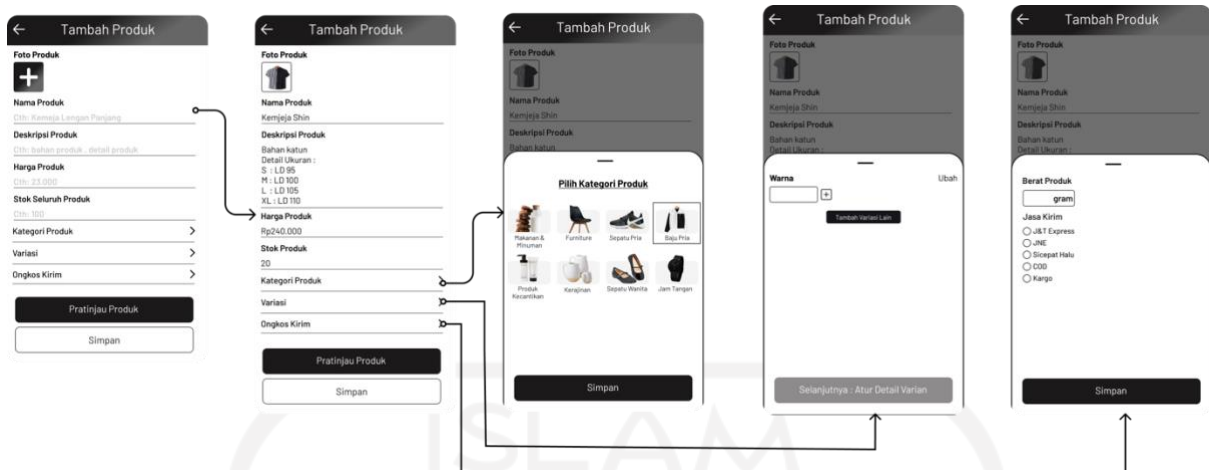 Tambah Produk
Foto Produk
Nama Produk
Cth: Kemeja Lengan Panjang
Deskripsi Produk
Cth: bahan produk , detail produk
Harga Produk
Cth: 23.000
Stok Seluruh Produk
Cth: 100
Kategori Produk
Variasi
Ongkos Kirim
Pratinjau Produk
Simpan
Tambah Produk
Foto Produk
Nama Produk
Kemjeja Shin
Deskripsi Produk
Bahan katun
Detail Ukuran :
S : LD 95
M : LD 100
L : LD 105
XL : LD 110
Harga Produk
Rp240.000
Stok Produk
20
Kategori Produk
Variasi
Ongkos Kirim
Pratinjau Produk
Simpan
Tambah Produk
Foto Produk
Nama Produk
Kemjeja Shin
Deskripsi Produk
Bahan katun
Pilih Kategori Produk
Makanan &
Minuman
Furniture
Sepatu Pria
Baju Pria
Produk
Kecantikan
Kerajinan
Sepatu Wanita
Jam Tangan
Simpan
Tambah Produk
Foto Produk
Nama Produk
Kemjeja Shin
Deskripsi Produk
Bahan katun
Detail Ukuran :
Warna
Ubah
Tambah Variasi Lain
Selanjutnya : Atur Detail Varian
Tambah Produk
Foto Produk
Nama Produk
Kemjeja Shin
Deskripsi Produk
Bahan katun
Detail Ukuran :
Berat Produk
gram
Jasa Kirim
J&T Express
JNE
Sicepat Halu
COD
Kargo
Simpan
ISLAM